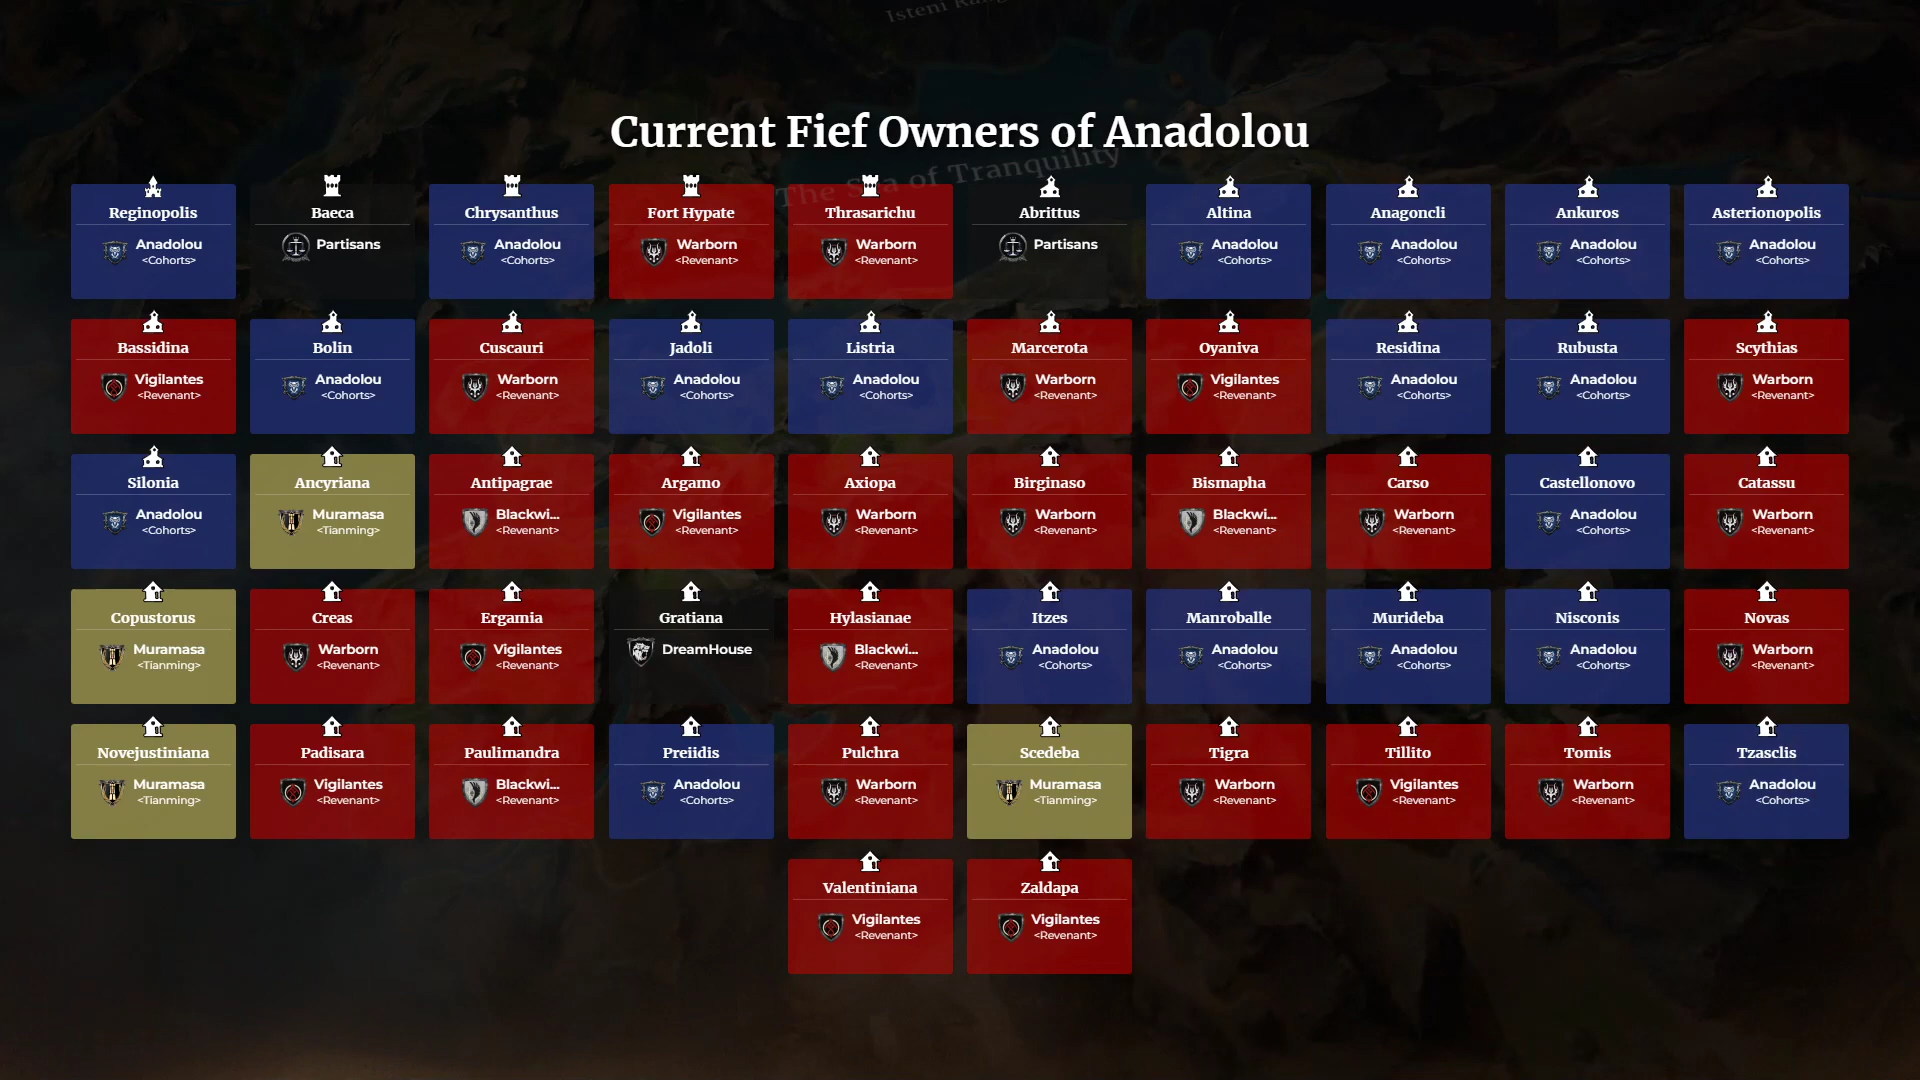 Isteni Ran
Current Fief Owners of Anadolou
The Sea of Tranquility
Reginopolis
Anadolou
<Cohorts>
Baeca
Partisans
Chrysanthus
Anadolou
<Cohorts>
Fort Hypate
Warborn
<Revenant>
Thrasarichu
Warborn
<Revenant>
Abrittus
Partisans
Altina
Anadolou
<Cohorts>
Anagoncli
Anadolou
<Cohorts>
Ankuros
Anadolou
<Cohorts>
Asterionopolis
Anadolou
<Cohorts>
Bassidina
Vigilantes
<Revenant>
Bolin
Anadolou
<Cohorts>
Cuscauri
Warborn
<Revenant>
Jadoli
Anadolou
<Cohorts>
Listria
Anadolou
<Cohorts>
Marcerota
Warborn
<Revenant>
Oyaniva
Vigilantes
<Revenant>
Residina
Anadolou
<Cohorts>
Rubusta
Anadolou
<Cohorts>
Scythias
Warborn
<Revenant>
Silonia
Anadolou
<Cohorts>
Ancyriana
Muramasa
<Tianming>
Antipagrae
Blackwi...
<Revenant>
Argamo
Vigilantes
<Revenant>
Axiopa
Warborn
<Revenant>
Birginaso
Warborn
<Revenant>
Bismapha
Blackwi...
<Revenant>
Carso
Warborn
<Revenant>
Castellonovo
Anadolou
<Cohorts>
Catassu
Warborn
<Revenant>
Copustorus
Muramasa
<Tianming>
Creas
Warborn
<Revenant>
Ergamia
Vigilantes
<Revenant>
Gratiana
DreamHouse
Hylasianae
Blackwi...
<Revenant>
Itzes
Anadolou
<Cohorts>
Manroballe
Anadolou
<Cohorts>
Murideba
Anadolou
<Cohorts>
Nisconis
Anadolou
<Cohorts>
Novas
Warborn
<Revenant>
Novejustiniana
Muramasa
<Tianming>
Padisara
Vigilantes
<Revenant>
Paulimandra
Blackwi...
<Revenant>
Preiidis
Anadolou
<Cohorts>
Pulchra
Warborn
<Revenant>
Scedeba
Muramasa
<Tianming>
Tigra
Warborn
<Revenant>
Tillito
Vigilantes
<Revenant>
Tomis
Warborn
<Revenant>
Tzasclis
Anadolou
<Cohorts>
Valentiniana
Vigilantes
<Revenant>
Zaldapa
Vigilantes
<Revenant>